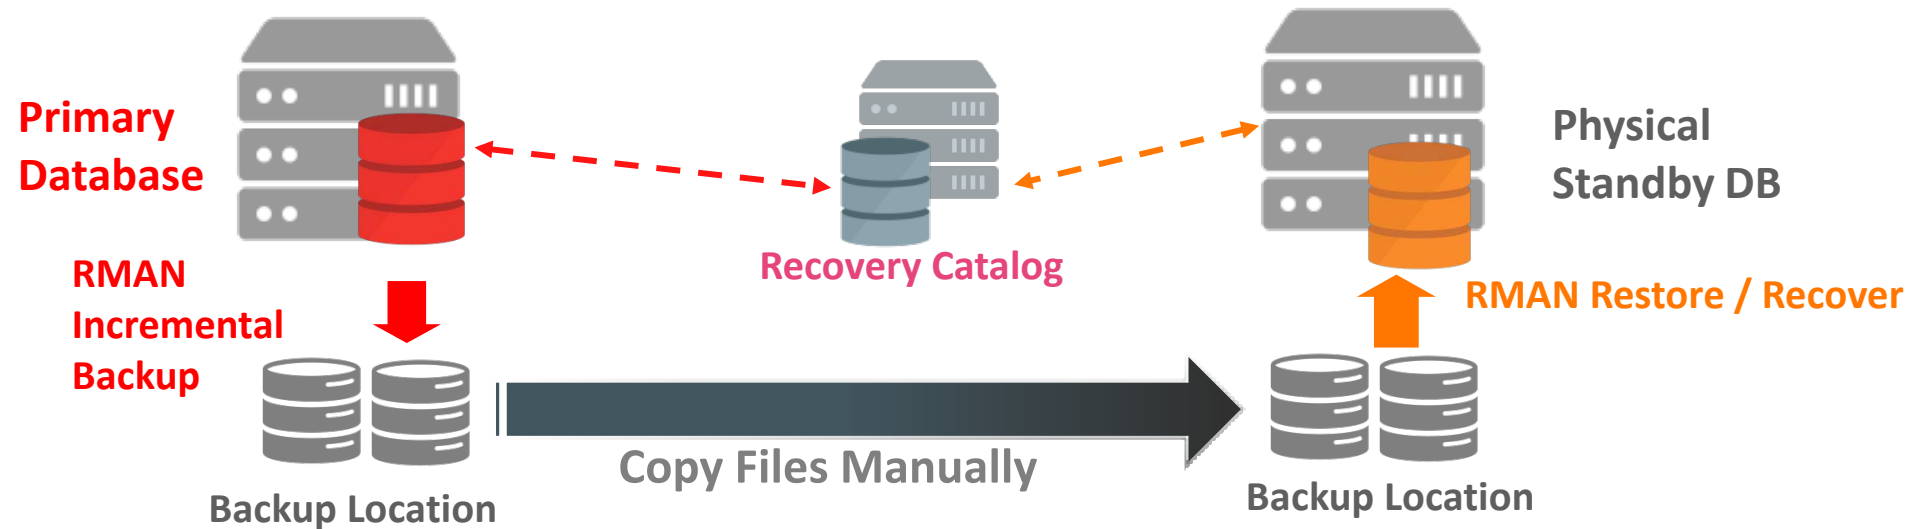 Primary
Database
Physical
Standby DB
Recovery Catalog
RMAN
Incremental
Backup
RMAN Restore / Recover
Copy Files Manually
Backup Location
Backup Location